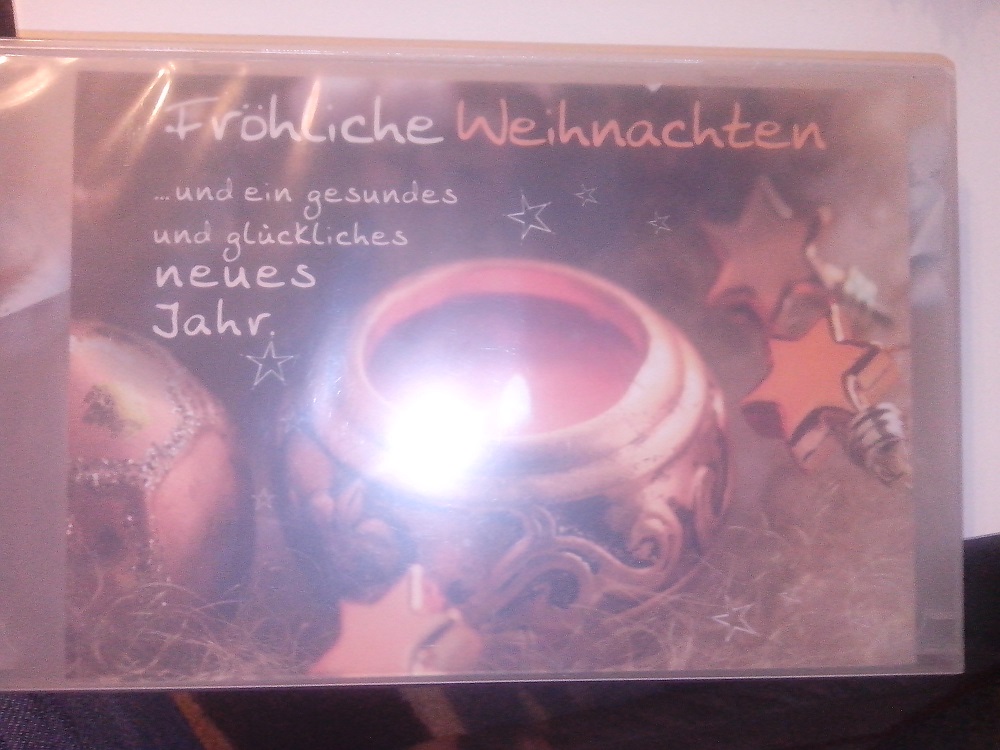 Fröhliche Weihnachten
...und ein gesundes
und glückliches
neues
Jahr.